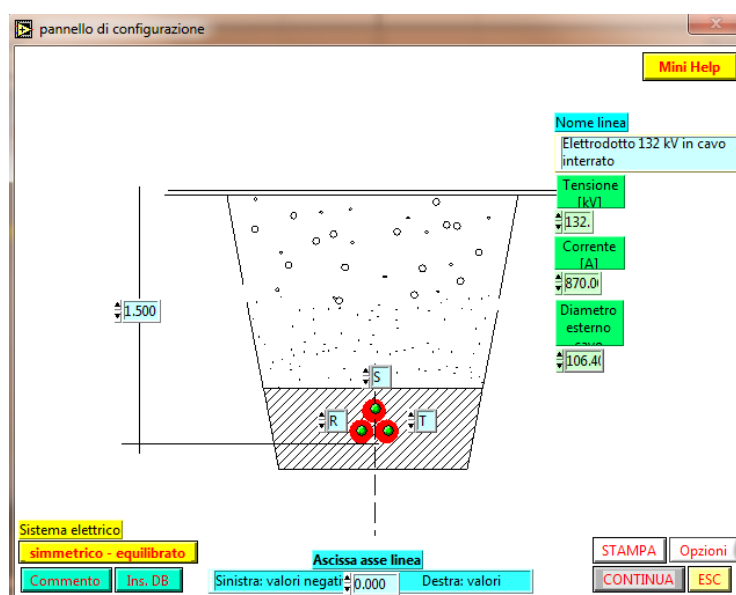 pannello di configurazione
Mini Help
Nome linea
Elettrodotto 132 kV in cavo
interrato
Tensione
[kV]
132.
Corrente
[A]
870.0
Diametro
esterno
cavo
106.40
1.500
S
R
T
Sistema elettrico
simmetrico - equilibrato
Commento
Ins. DB
Ascissa asse linea
Sinistra: valori negati
0.000
Destra: valori
STAMPA
Opzioni
CONTINUA
ESC